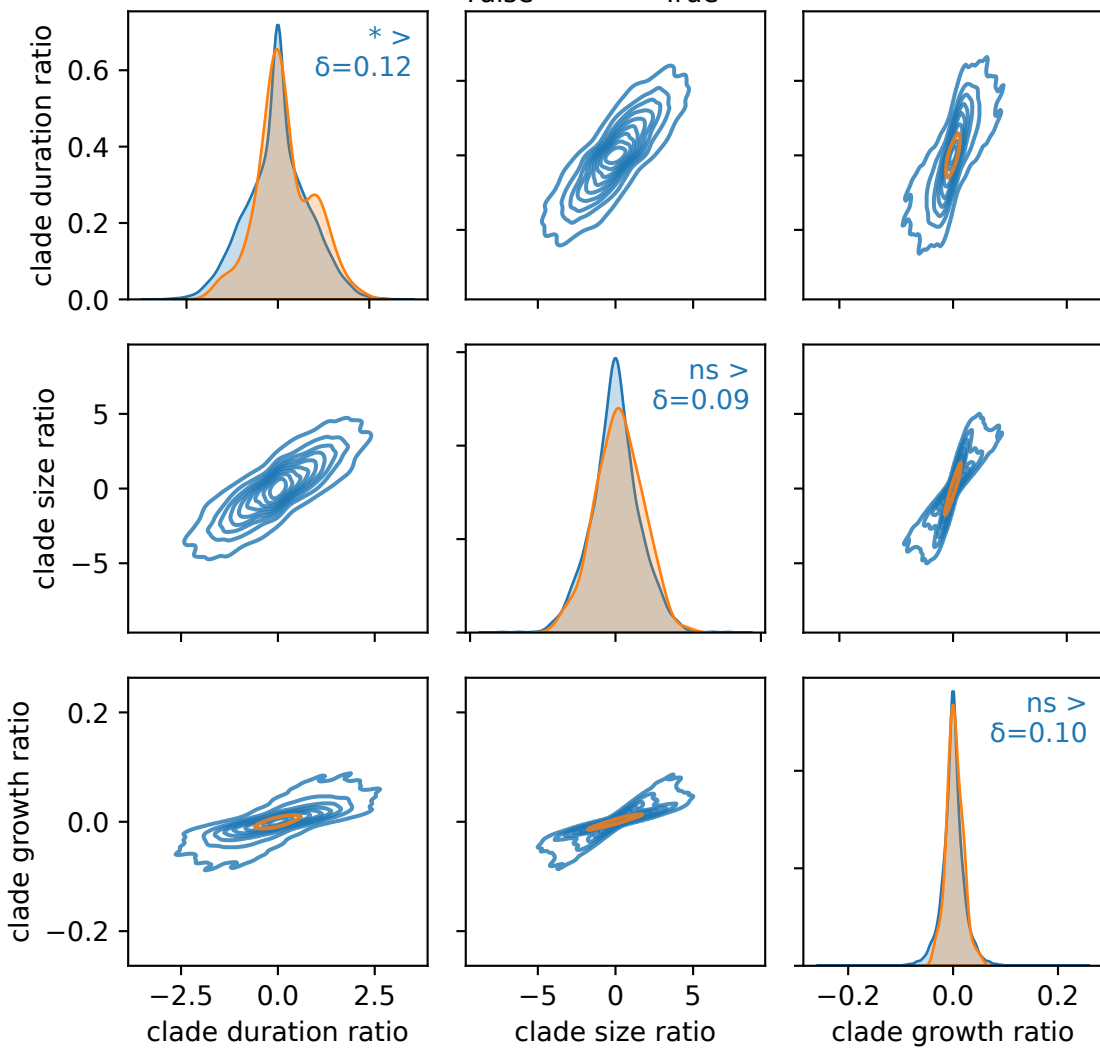 * >
δ=0.12
clade duration ratio
0.6
0.4
0.2
0.0
ns >
δ=0.09
clade size ratio
5
0
−5
ns >
δ=0.10
clade growth ratio
0.2
0.0
−0.2
−2.5 0.0 2.5
−5 0 5
−0.2 0.0 0.2
clade duration ratio
clade size ratio
clade growth ratio